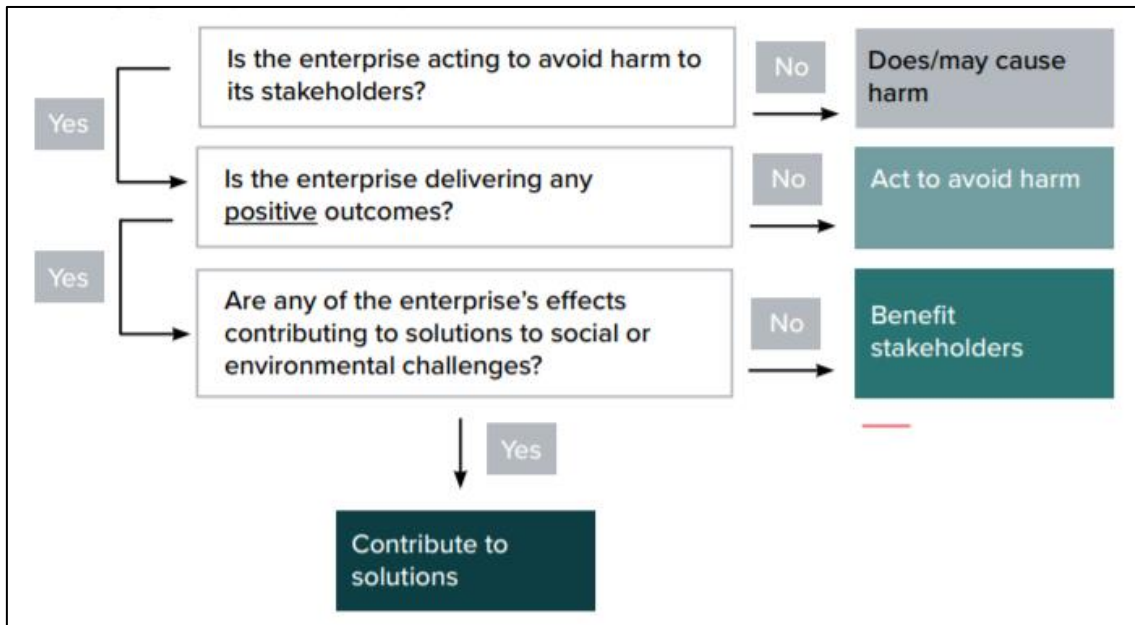 Is the enterprise acting to avoid harm to
its stakeholders?
No
Does/may cause
harm
Yes
Is the enterprise delivering any
positive outcomes?
No
Act to avoid harm
Yes
Are any of the enterprise's effects
contributing to solutions to social or
environmental challenges?
No
Benefit
stakeholders
Yes
Contribute to
solutions